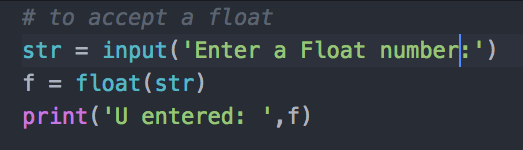 # to accept a float
str = input('Enter a Float number:')
f = float(str)
print('U entered: ',f)